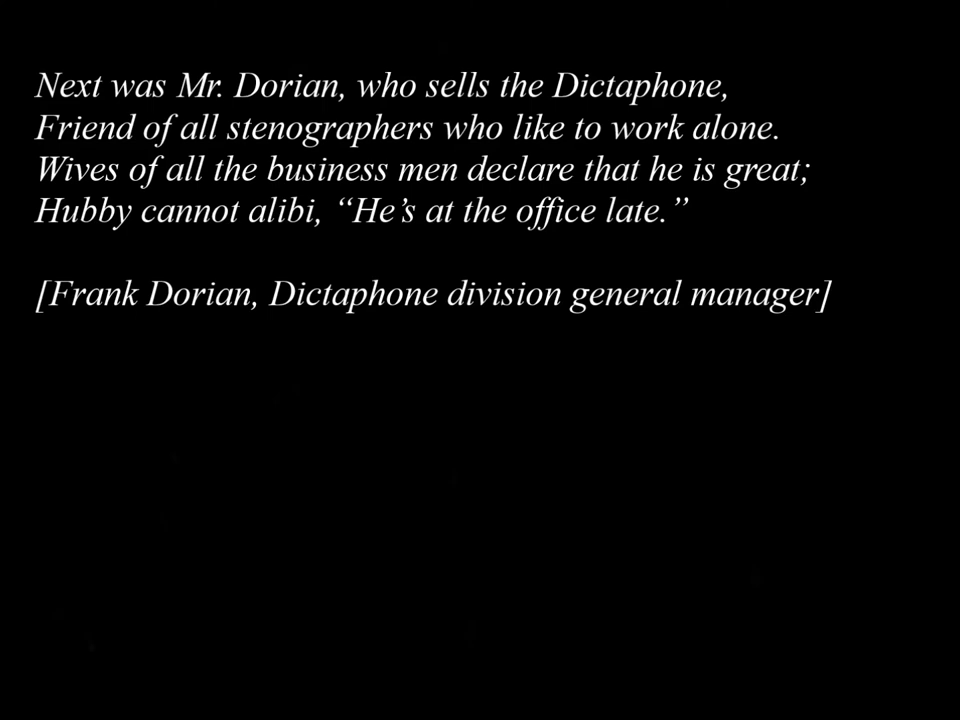 Next was Mr. Dorian, who sells the Dictaphone,
Friend of all stenographers who like to work alone.
Wives of all the business men declare that he is great;
Hubby cannot alibi, “He’s at the office late.”
[Frank Dorian, Dictaphone division general manager]